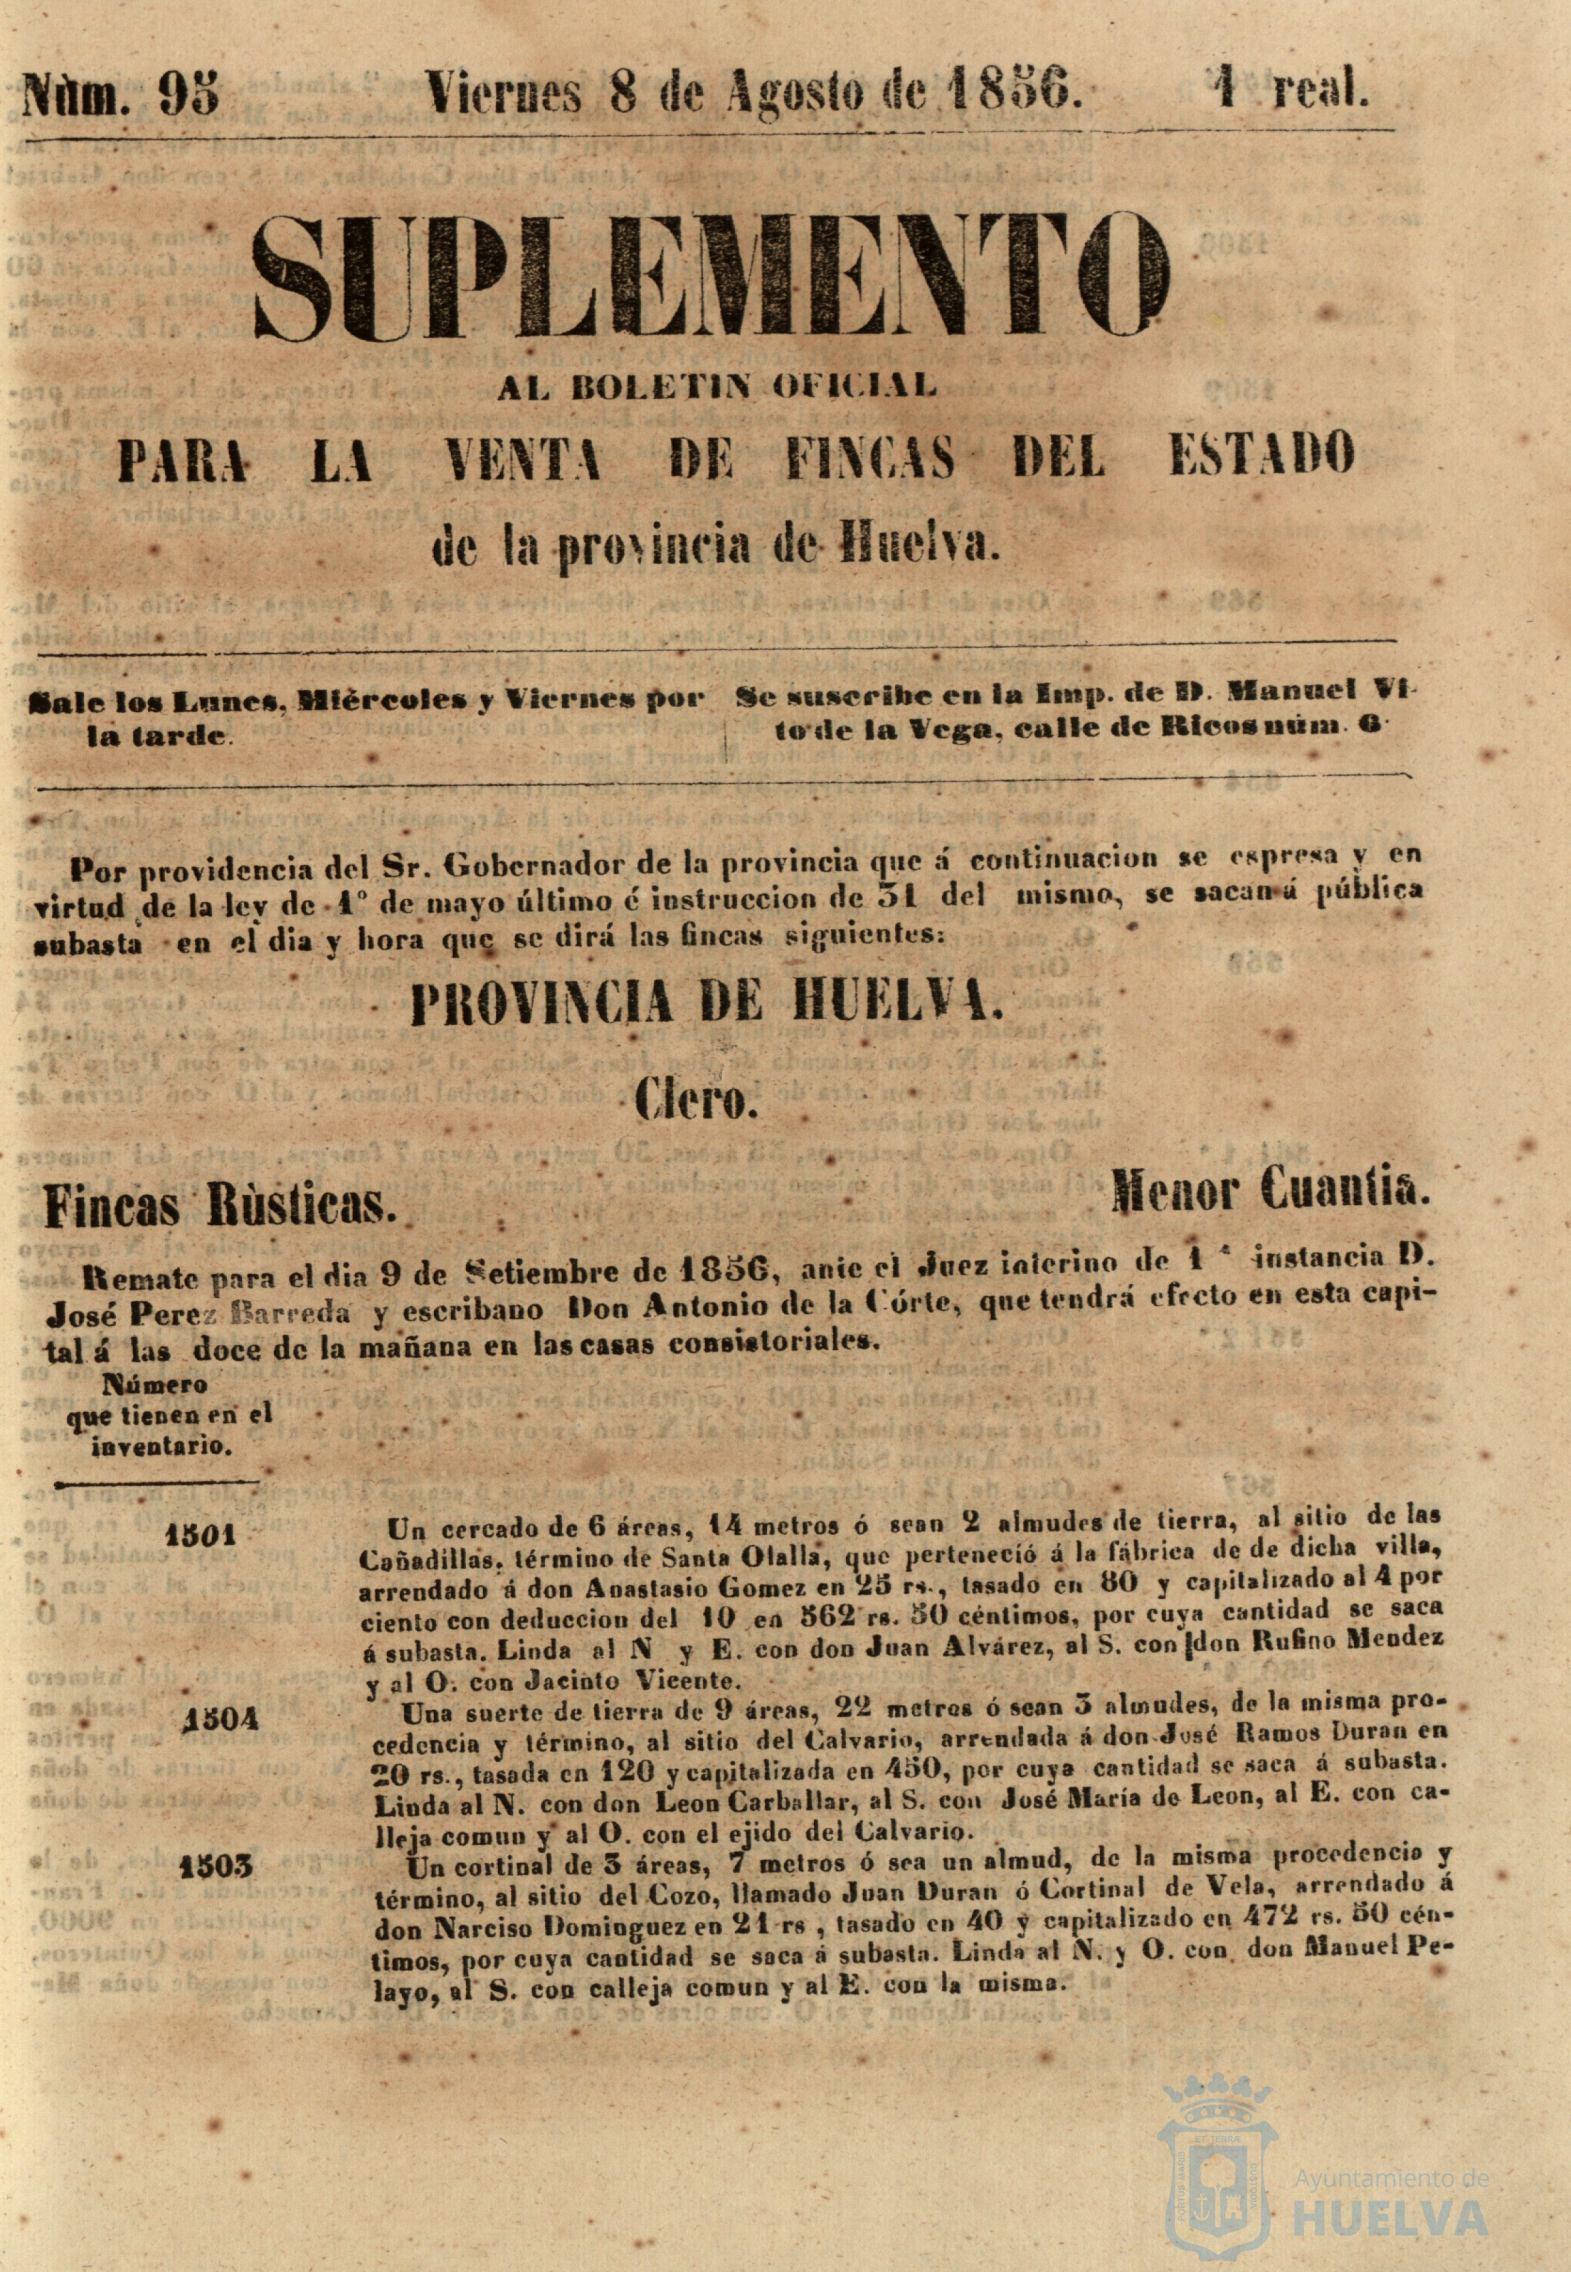 Nùm. 95 Viernes 8 de Agosto de 1856. 1 real.
SUPLEMENTO
AL BOLETIN OFICIAL
PARA LA VENTA DE FINCAS DEL ESTADO
de la provincia de Huelva.
Sale los Lunes, Miércoles y Viernes por
la tarde.
Se suscribe en la Imp. de D. Manuel Vi-
to de la Vega, calle de Ricos núm. 6
Por providencia del Sr. Gobernador de la provincia que á continuacion se espresa y en
virtud de la ley de 1º de mayo último é instruccion de 31 del mismo, se sacan á pública
subasta en el dia y hora que se dirá las fincas siguientes:
PROVINCIA DE HUELVA.
Clero.
Fincas Rùsticas. Menor Cuantia.
Remate para el dia 9 de Setiembre de 1856, ante el Juez interino de 1ª instancia D.
José Perez Barreda y escribano Don Antonio de la Córte, que tendrá efecto en esta capi-
tal á las doce de la mañana en las casas consistoriales.
Número
que tienen en el
inventario.
1501 Un cercado de 6 áreas, 14 metros ó sean 2 almudes de tierra, al sitio de las
Cañadillas, término de Santa Olalla, que perteneció á la fábrica de de dicha villa,
arrendado á don Anastasio Gomez en 25 rs., tasado en 80 y capitalizado al 4 por
ciento con deduccion del 10 en 562 rs. 50 céntimos, por cuya cantidad se saca
á subasta. Linda al N y E. con don Juan Alvárez, al S. con don Rufino Mendez
y al O. con Jacinto Vicente.
1504 Una suerte de tierra de 9 áreas, 22 metros ó sean 3 almudes, de la misma pro-
cedencia y término, al sitio del Calvario, arrendada á don José Ramos Duran en
20 rs., tasada en 120 y capitalizada en 450, por cuya cantidad se saca á subasta.
Linda al N. con don Leon Carballar, al S. con José María de Leon, al E. con ca-
lleja comun y al O. con el ejido del Calvario.
1503 Un cortinal de 3 áreas, 7 metros ó sea un almud, de la misma procedencia y
término, al sitio del Cozo, llamado Juan Duran ó Cortinal de Vela, arrendado á
don Narciso Dominguez en 21 rs , tasado en 40 y capitalizado en 472 rs. 50 cén-
timos, por cuya cantidad se saca á subasta. Linda al N. y O. con don Manuel Pe-
layo, al S. con calleja comun y al E. con la misma.
Ayuntamiento de
HUELVA